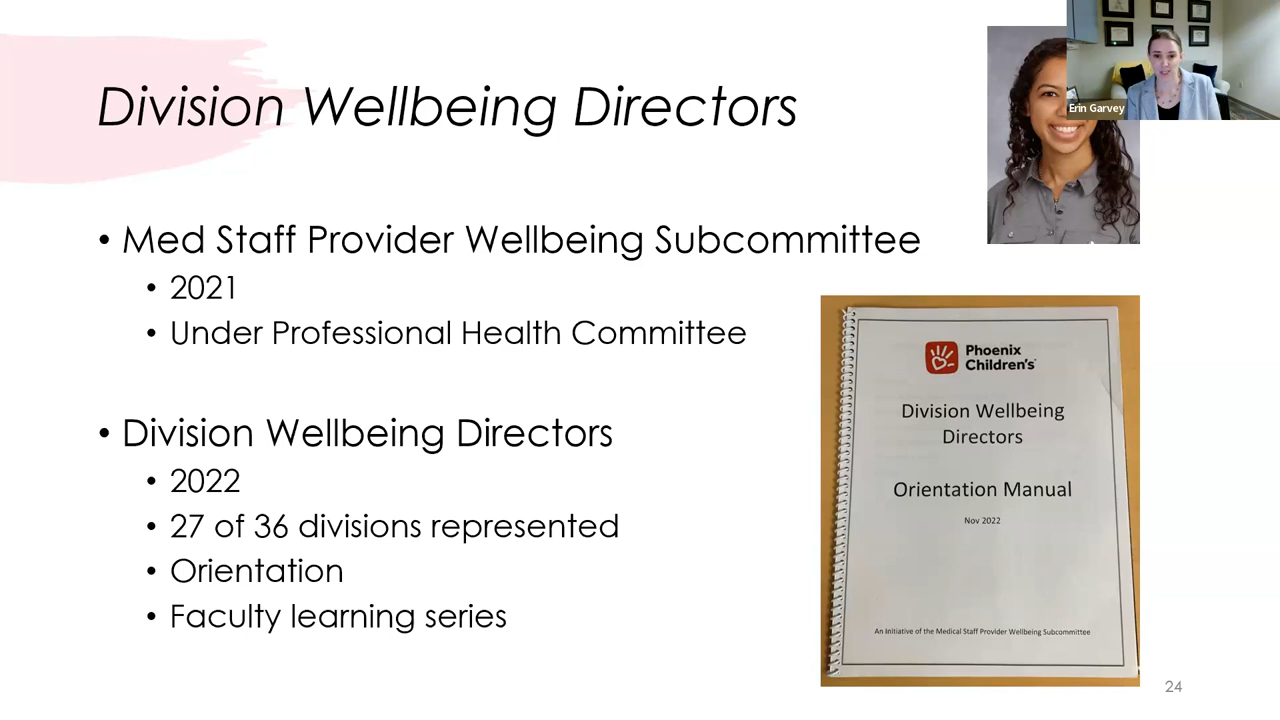 Division Wellbeing Directors
Erin Garvey
• Med Staff Provider Wellbeing Subcommittee
• 2021
• Under Professional Health Committee
• Division Wellbeing Directors
• 2022
• 27 of 36 divisions represented
• Orientation
• Faculty learning series
Phoenix
Children's
Division Wellbeing
Directors
Orientation Manual
Nov 2022
An Initiative of the Medical Staff Provider Wellbeing Subcommittee
24